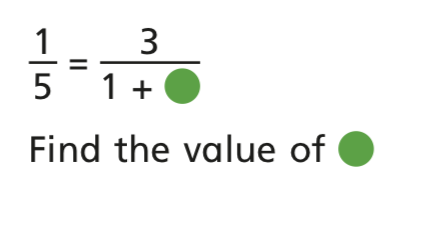 1/5 = 3/(1 + 🟢)
Find the value of 🟢